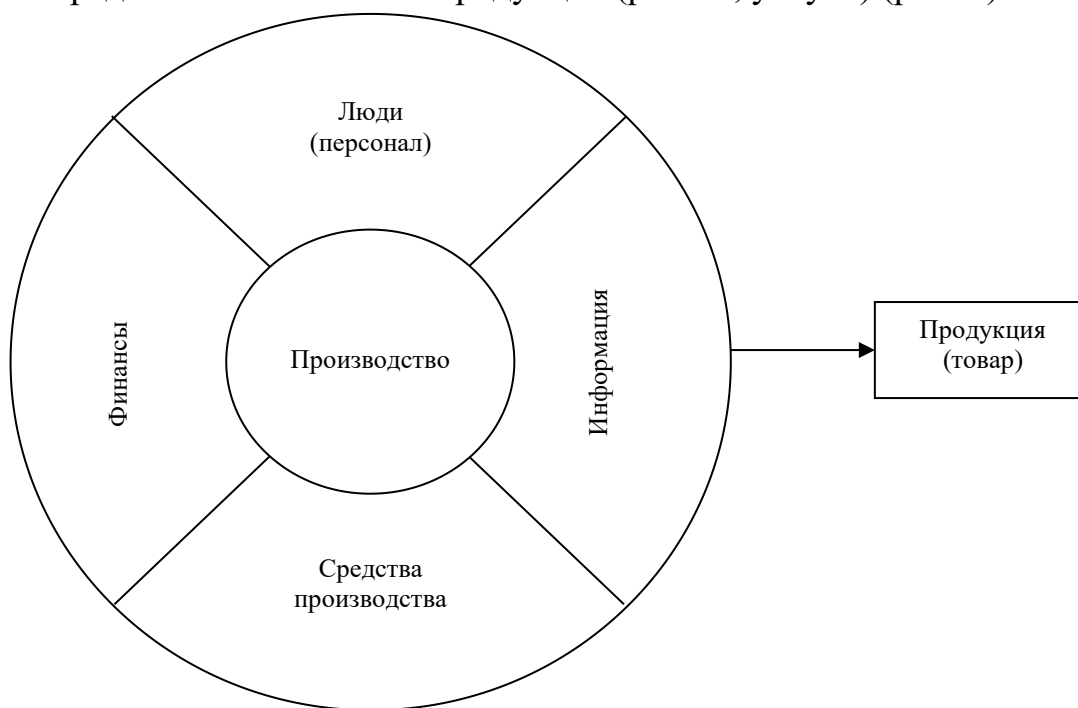 Люди
(персонал)
Финансы
Производство
Информация
Продукция
(товар)
Средства
производства